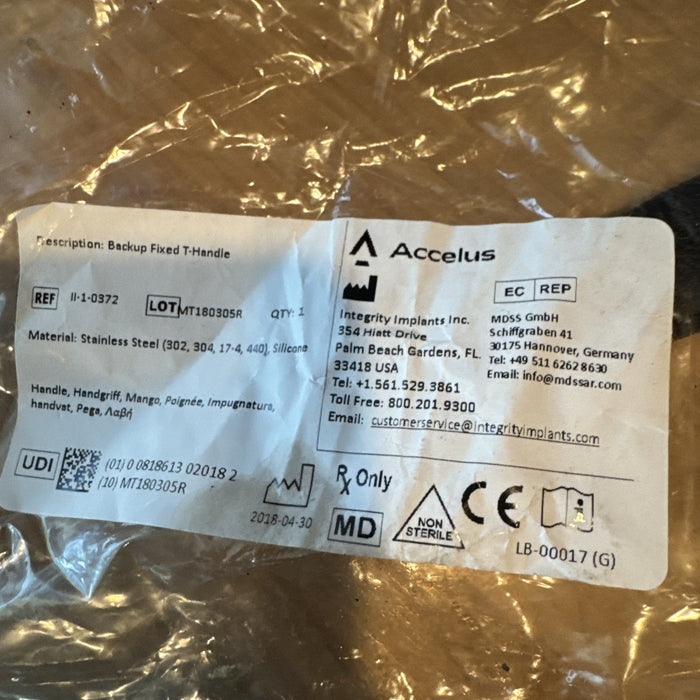 Description: Backup Fixed T-Handle
REF II-1-0372 LOT MT180305R QTY: 1
Material: Stainless Steel (302, 304, 17-4, 440), Silicone
Handle, Handgriff, Mango, Poignée, Impugnatura,
handvat, Pega, Λαβή
UDI (01) 0 0818613 02018 2
(10) MT180305R
2018-04-30
Accelus
Integrity Implants Inc.
354 Hiatt Drive
Palm Beach Gardens, FL.
33418 USA
Tel: +1.561.529.3861
Toll Free: 800.201.9300
Email: customerservice@integrityimplants.com
EC REP
MDSS GmbH
Schiffgraben 41
30175 Hannover, Germany
Tel: +49 511 6262 8630
Email: info@mdssar.com
Rx Only
MD
NON
STERILE
CE
i
LB-00017 (G)